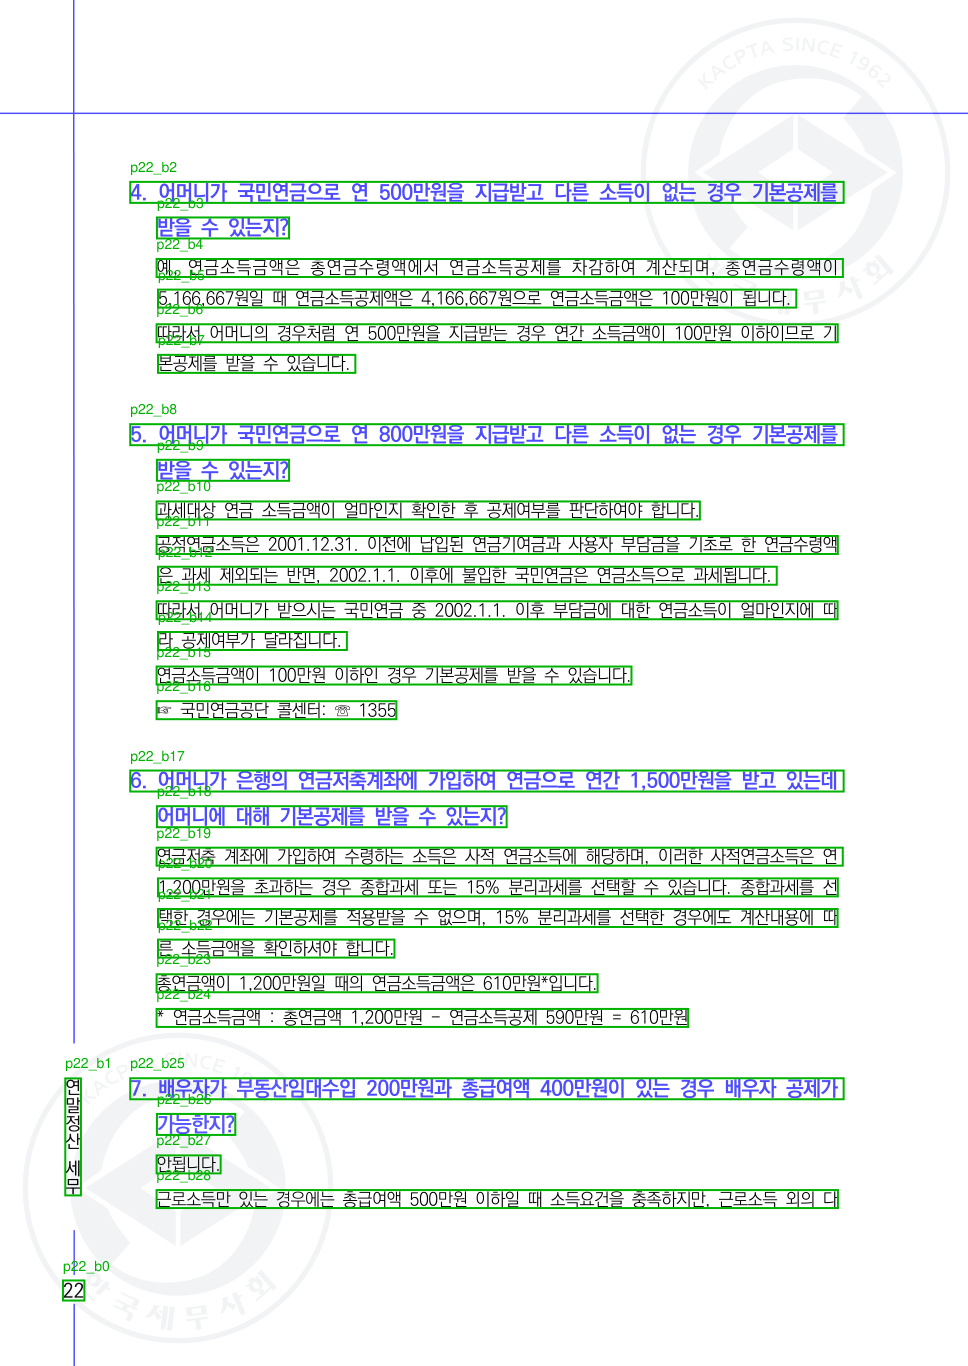 KACPTA SINCE 1962
p22_b2
4. 어머니가 국민연금으로 연 500만원을 지급받고 다른 소득이 없는 경우 기본공제를
p22_b3
받을 수 있는지?
p22_b4
예, 연금소득금액은 총연금수령액에서 연금소득공제를 차감하여 계산되며, 총연금수령액이
p22_b5
5,166,667원일 때 연금소득공제액은 4,166,667원으로 연금소득금액은 100만원이 됩니다.
p22_b6
따라서 어머니의 경우처럼 연 500만원을 지급받는 경우 연간 소득금액이 100만원 이하이므로 기
p22_b7
본공제를 받을 수 있습니다.
p22_b8
5. 어머니가 국민연금으로 연 800만원을 지급받고 다른 소득이 없는 경우 기본공제를
p22_b9
받을 수 있는지?
p22_b10
과세대상 연금 소득금액이 얼마인지 확인한 후 공제여부를 판단하여야 합니다.
p22_b11
공적연금소득은 2001.12.31. 이전에 납입된 연금기여금과 사용자 부담금을 기초로 한 연금수령액
p22_b12
은 과세 제외되는 반면, 2002.1.1. 이후에 불입한 국민연금은 연금소득으로 과세됩니다.
p22_b13
따라서 어머니가 받으시는 국민연금 중 2002.1.1. 이후 부담금에 대한 연금소득이 얼마인지에 따
p22_b14
라 공제여부가 달라집니다.
p22_b15
연금소득금액이 100만원 이하인 경우 기본공제를 받을 수 있습니다.
p22_b16
☞ 국민연금공단 콜센터: ☏ 1355
p22_b17
6. 어머니가 은행의 연금저축계좌에 가입하여 연금으로 연간 1,500만원을 받고 있는데
p22_b18
어머니에 대해 기본공제를 받을 수 있는지?
p22_b19
연금저축 계좌에 가입하여 수령하는 소득은 사적 연금소득에 해당하며, 이러한 사적연금소득은 연
p22_b20
1,200만원을 초과하는 경우 종합과세 또는 15% 분리과세를 선택할 수 있습니다. 종합과세를 선
p22_b21
택한 경우에는 기본공제를 적용받을 수 없으며, 15% 분리과세를 선택한 경우에도 계산내용에 따
p22_b22
른 소득금액을 확인하셔야 합니다.
p22_b23
총연금액이 1,200만원일 때의 연금소득금액은 610만원*입니다.
p22_b24
* 연금소득금액 : 총연금액 1,200만원 - 연금소득공제 590만원 = 610만원
p22_b25
7. 배우자가 부동산임대수입 200만원과 총급여액 400만원이 있는 경우 배우자 공제가
p22_b26
가능한지?
p22_b27
안됩니다.
p22_b28
근로소득만 있는 경우에는 총급여액 500만원 이하일 때 소득요건을 충족하지만, 근로소득 외의 다
p22_b1
연말정산 세무
p22_b0
22
한국세무사회